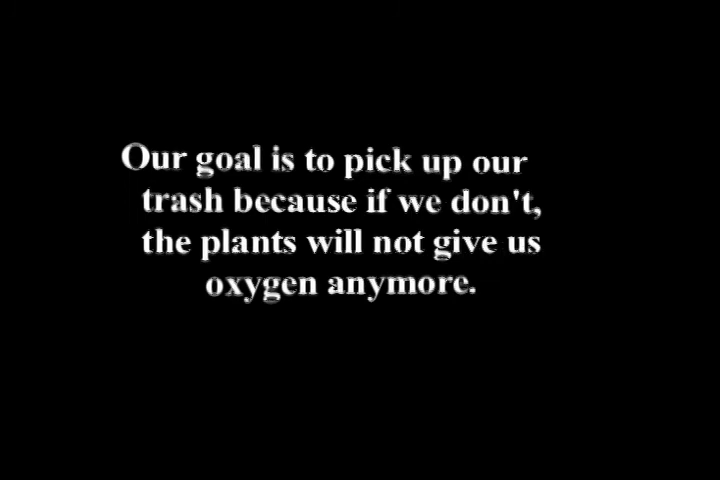 Our goal is to pick up our
trash because if we don't,
the plants will not give us
oxygen anymore.